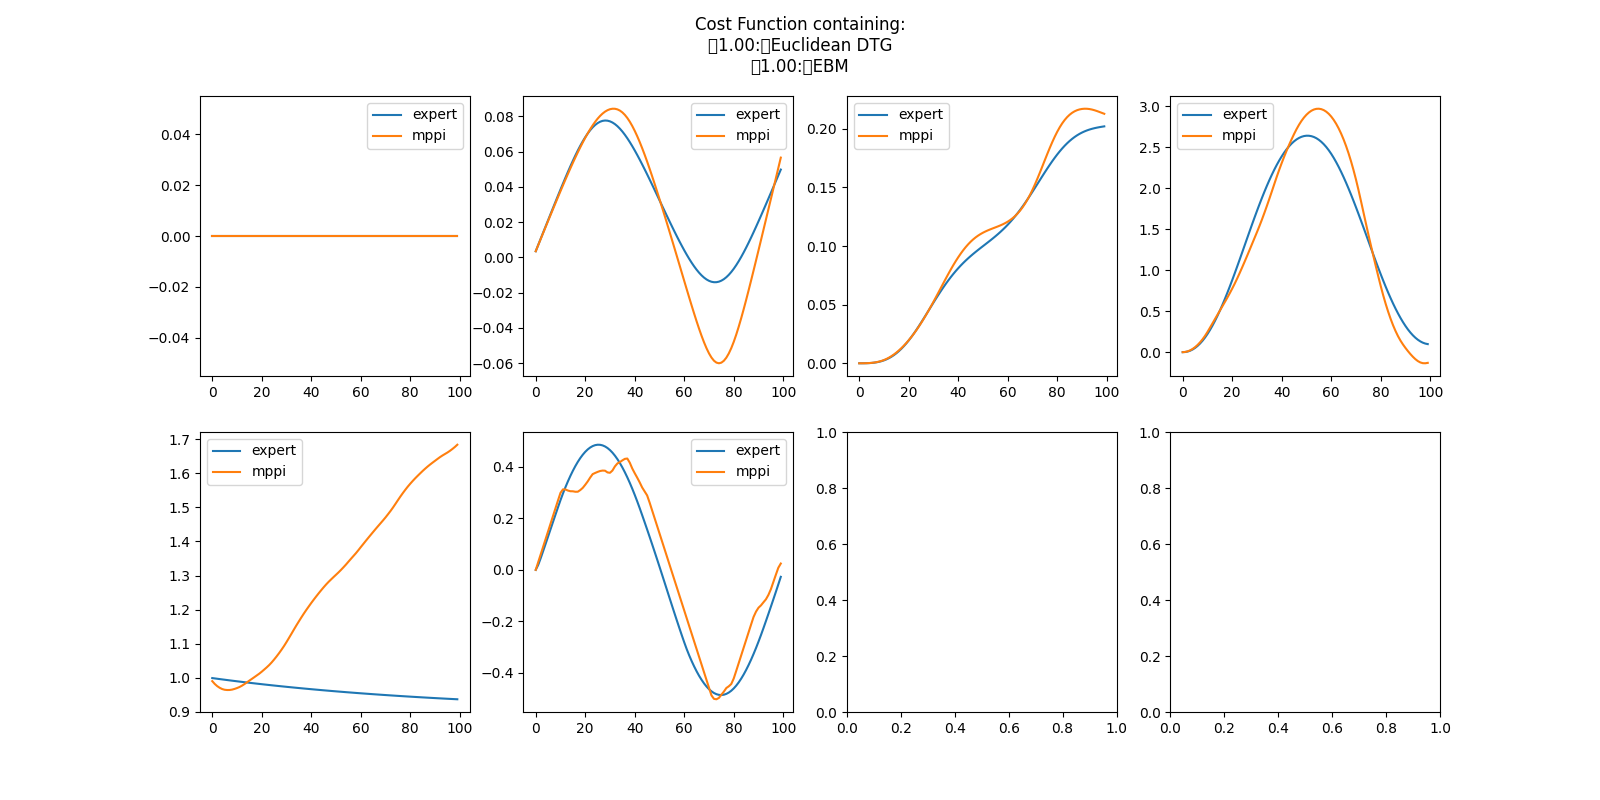 Cost Function containing:
1.00: Euclidean DTG
1.00: EBM
expert
mppi
0.04
0.02
0.00
−0.02
−0.04
0 20 40 60 80 100
expert
mppi
0.08
0.06
0.04
0.02
0.00
−0.02
−0.04
−0.06
0 20 40 60 80 100
expert
mppi
0.20
0.15
0.10
0.05
0.00
0 20 40 60 80 100
expert
mppi
3.0
2.5
2.0
1.5
1.0
0.5
0.0
0 20 40 60 80 100
expert
mppi
1.7
1.6
1.5
1.4
1.3
1.2
1.1
1.0
0.9
0 20 40 60 80 100
expert
mppi
0.4
0.2
0.0
−0.2
−0.4
0 20 40 60 80 100
1.0
0.8
0.6
0.4
0.2
0.0
0.0 0.2 0.4 0.6 0.8 1.0
1.0
0.8
0.6
0.4
0.2
0.0
0.0 0.2 0.4 0.6 0.8 1.0